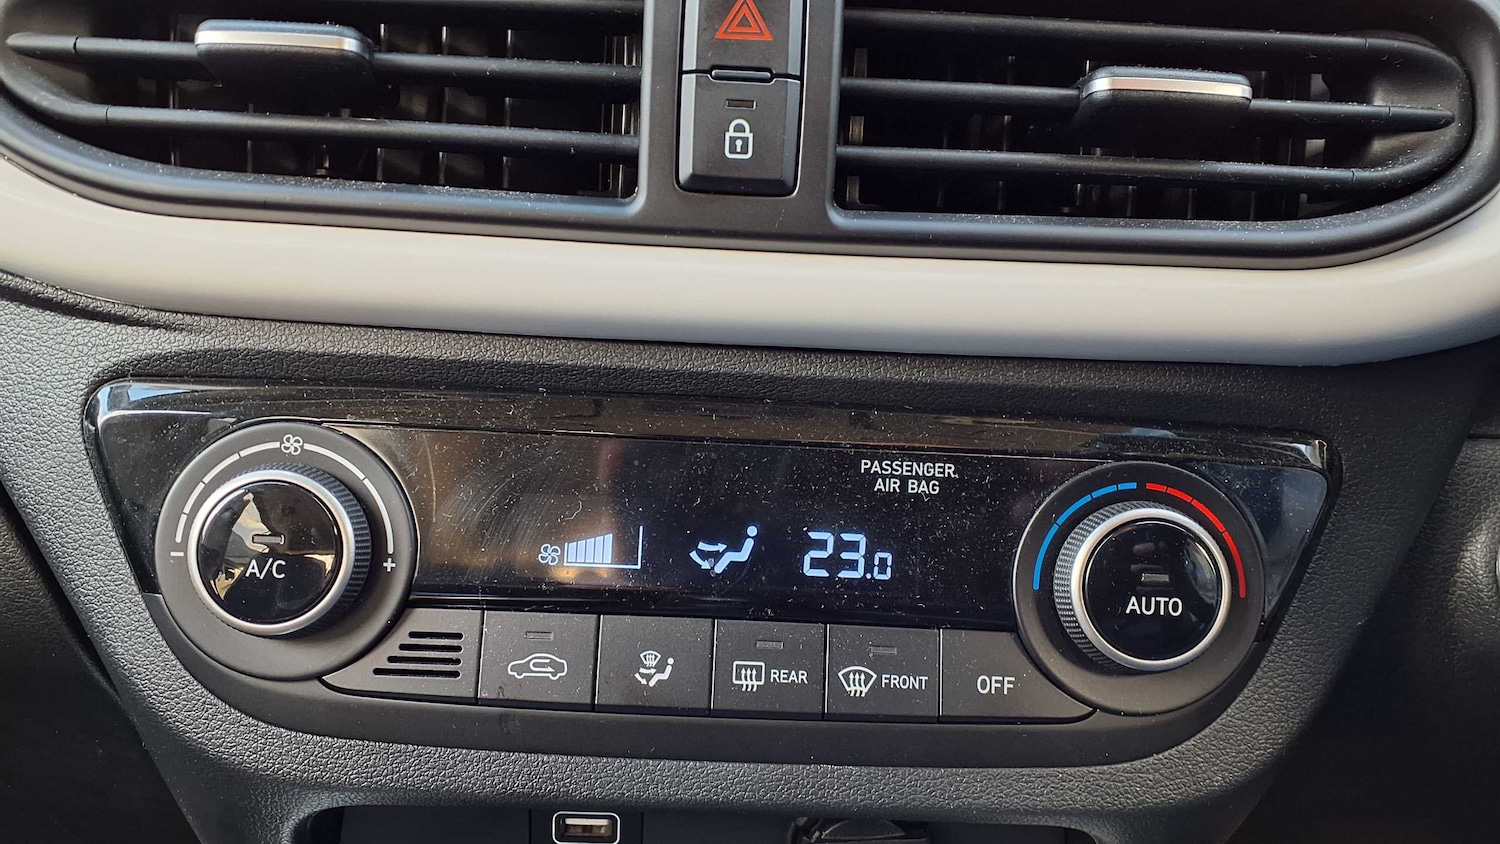 PASSENGER
AIR BAG
23.0
A/C
- +
AUTO
REAR
FRONT
OFF